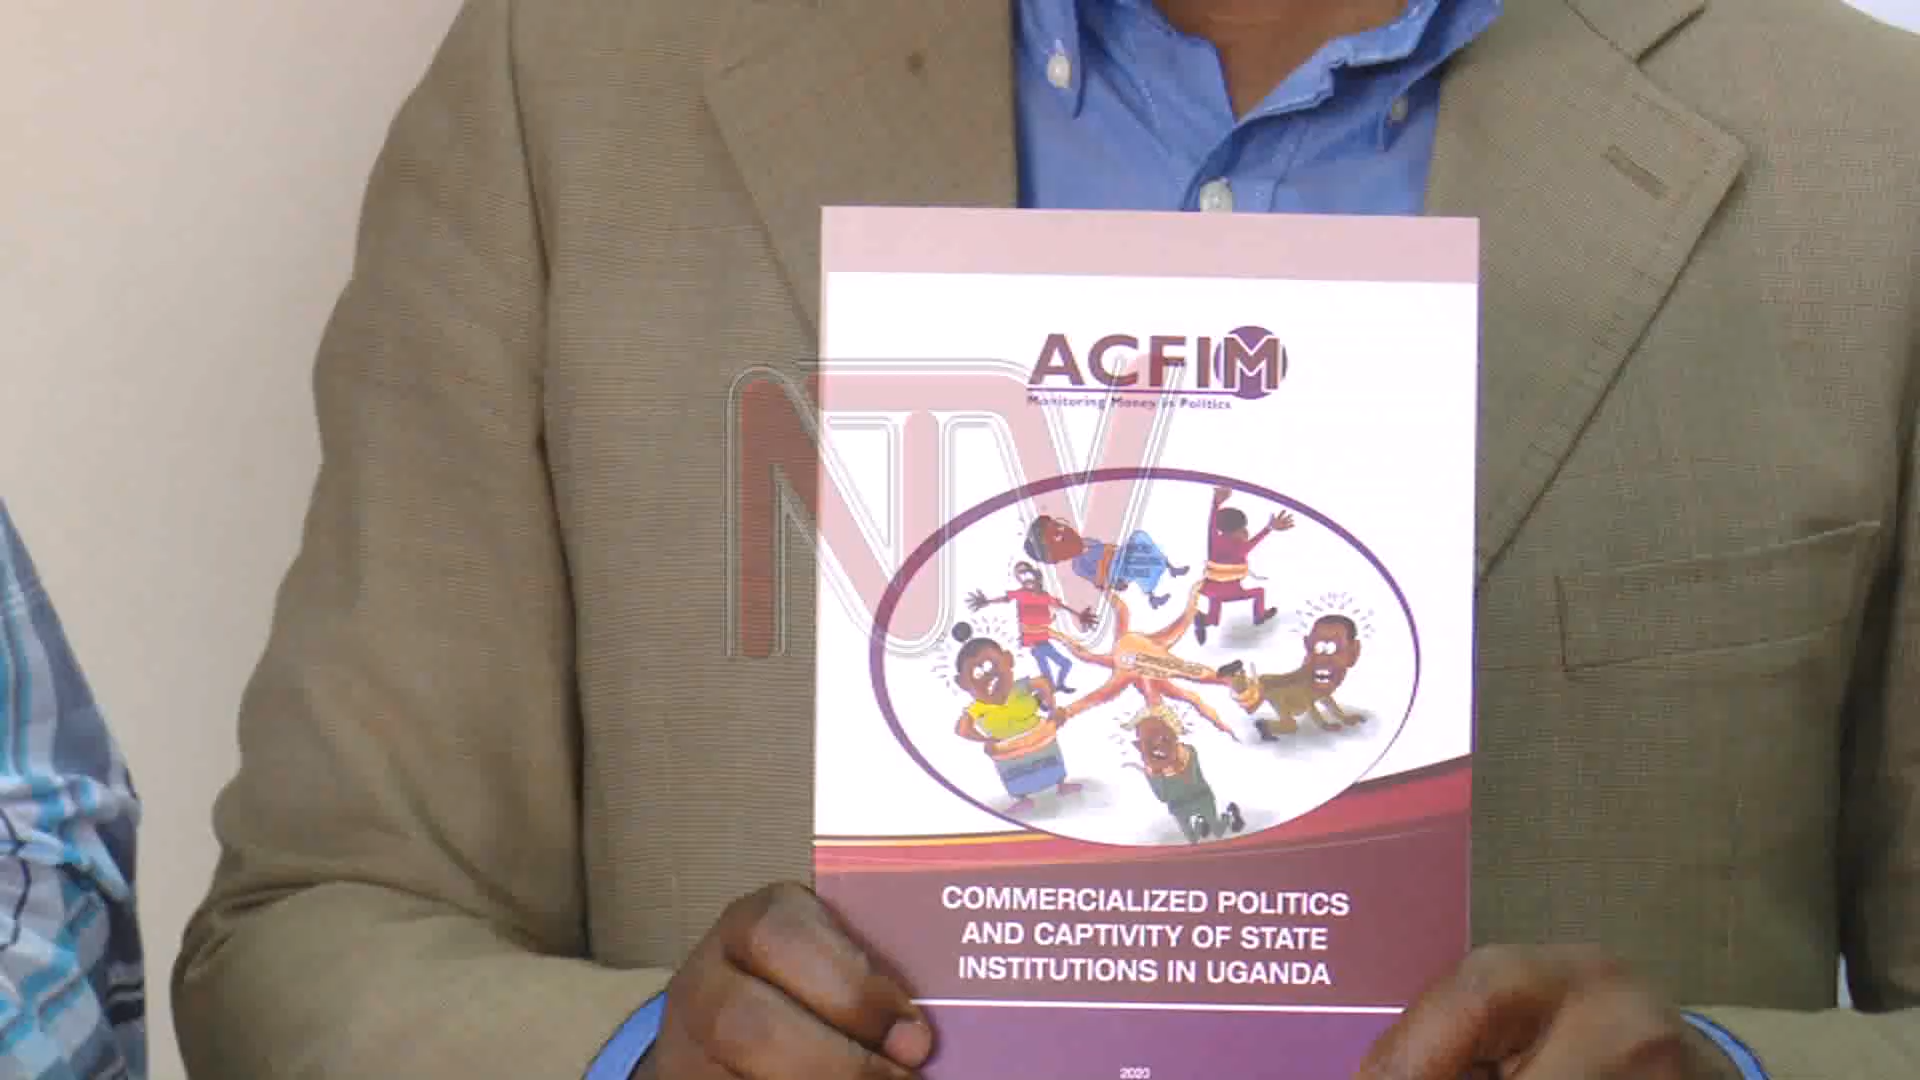 ACFIM
Monitoring Money in Politics
NTV
COMMERCIALIZED POLITICS
AND CAPTIVITY OF STATE
INSTITUTIONS IN UGANDA
2020